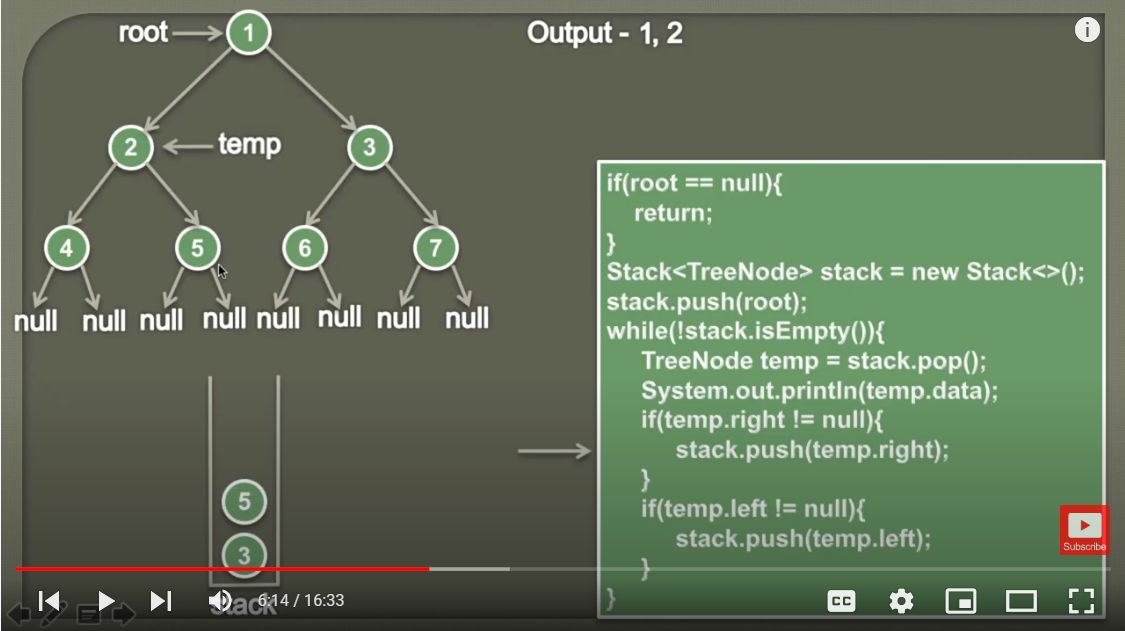 root
1
Output - 1, 2
2
temp
3
4
5
6
7
null
null
null
null
null
null
null
null
if(root == null){
return;
}
Stack<TreeNode> stack = new Stack<>();
stack.push(root);
while(!stack.isEmpty()){
TreeNode temp = stack.pop();
System.out.println(temp.data);
if(temp.right != null){
stack.push(temp.right);
}
if(temp.left != null){
stack.push(temp.left);
}
}
5
3
stack
Subscribe
6:14 / 16:33
CC